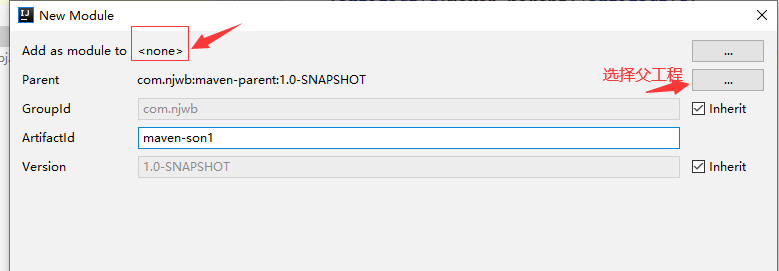 New Module
Add as module to <none> ...
Parent com.njwb:maven-parent:1.0-SNAPSHOT 选择父工程 ...
GroupId com.njwb Inherit
ArtifactId maven-son1
Version 1.0-SNAPSHOT Inherit